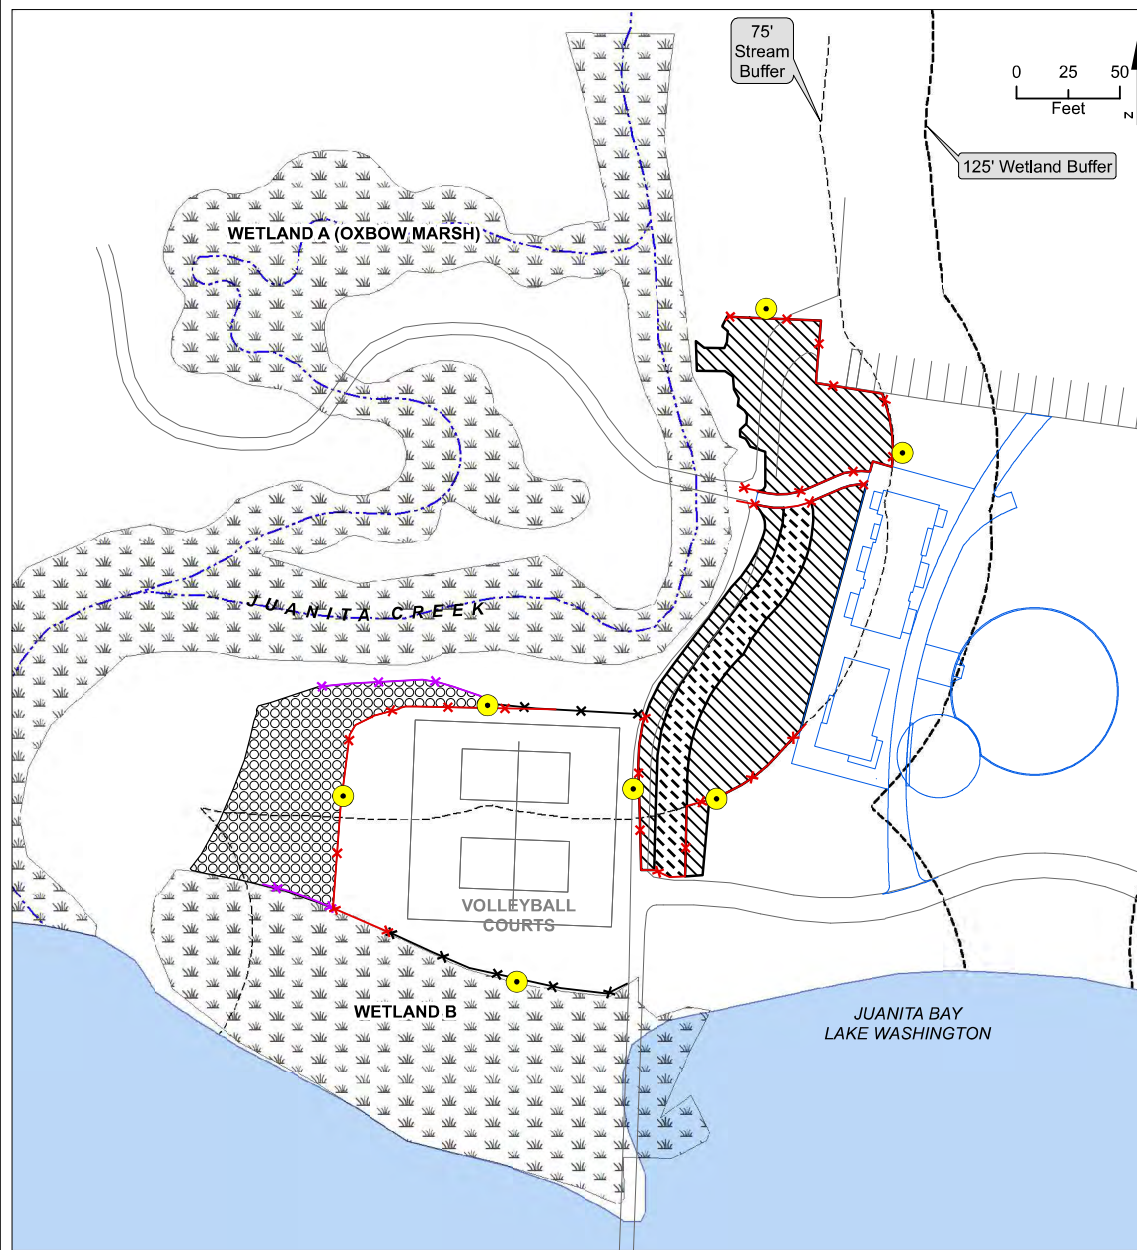 75'
Stream
Buffer
0 25 50
Feet
N
125' Wetland Buffer
WETLAND A (OXBOW MARSH)
JUANITA CREEK
VOLLEYBALL
COURTS
WETLAND B
JUANITA BAY
LAKE WASHINGTON